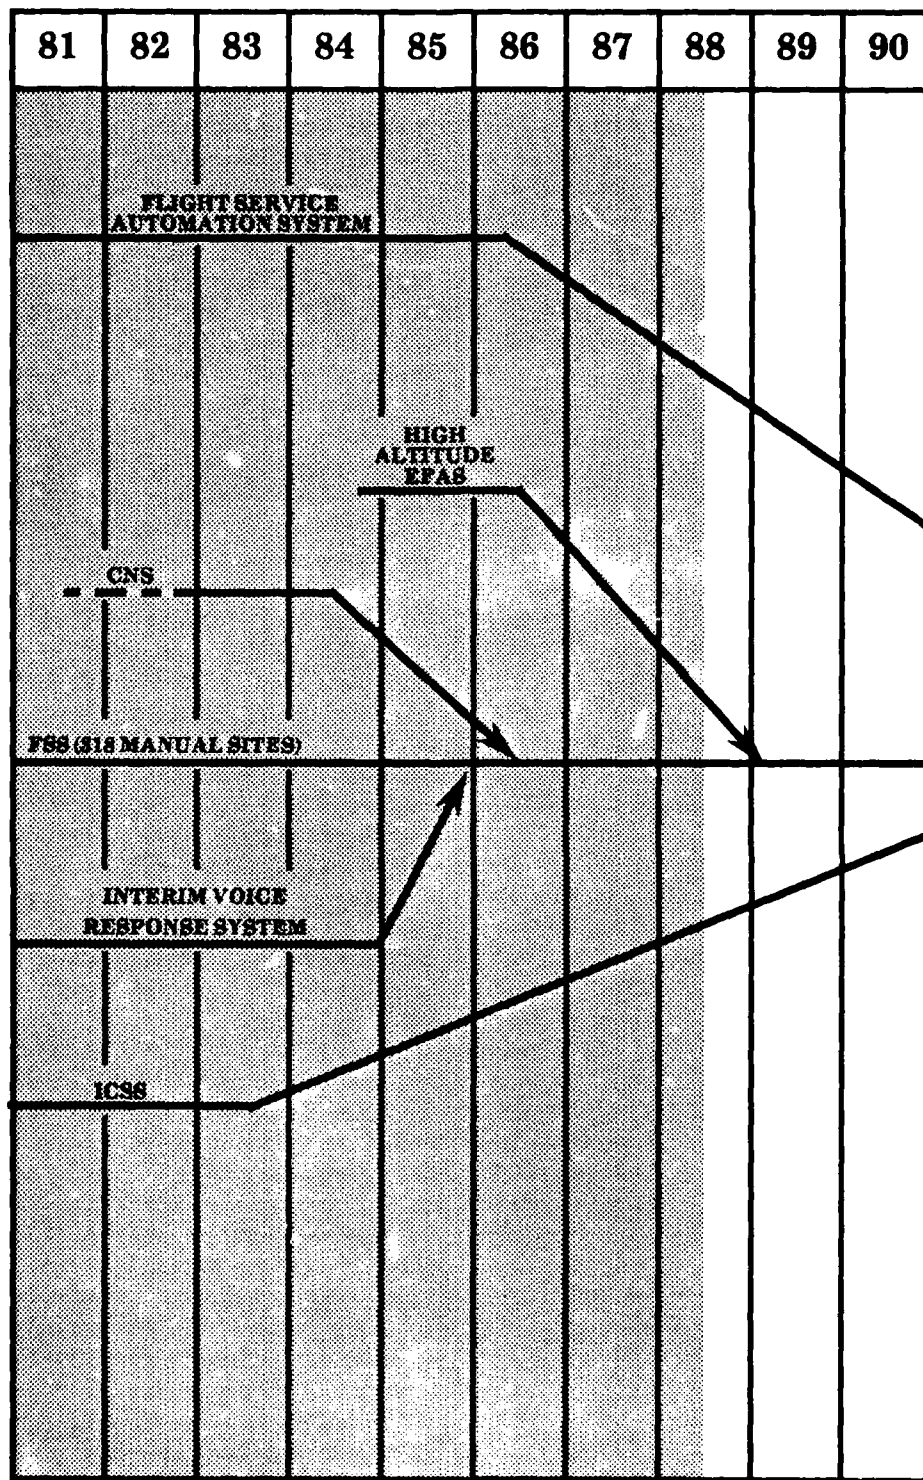 81 82 83 84 85 86 87 88 89 90
FLIGHT SERVICE
AUTOMATION SYSTEM
HIGH
ALTITUDE
EFAS
CNS
FSS (318 MANUAL SITES)
INTERIM VOICE
RESPONSE SYSTEM
ICSS